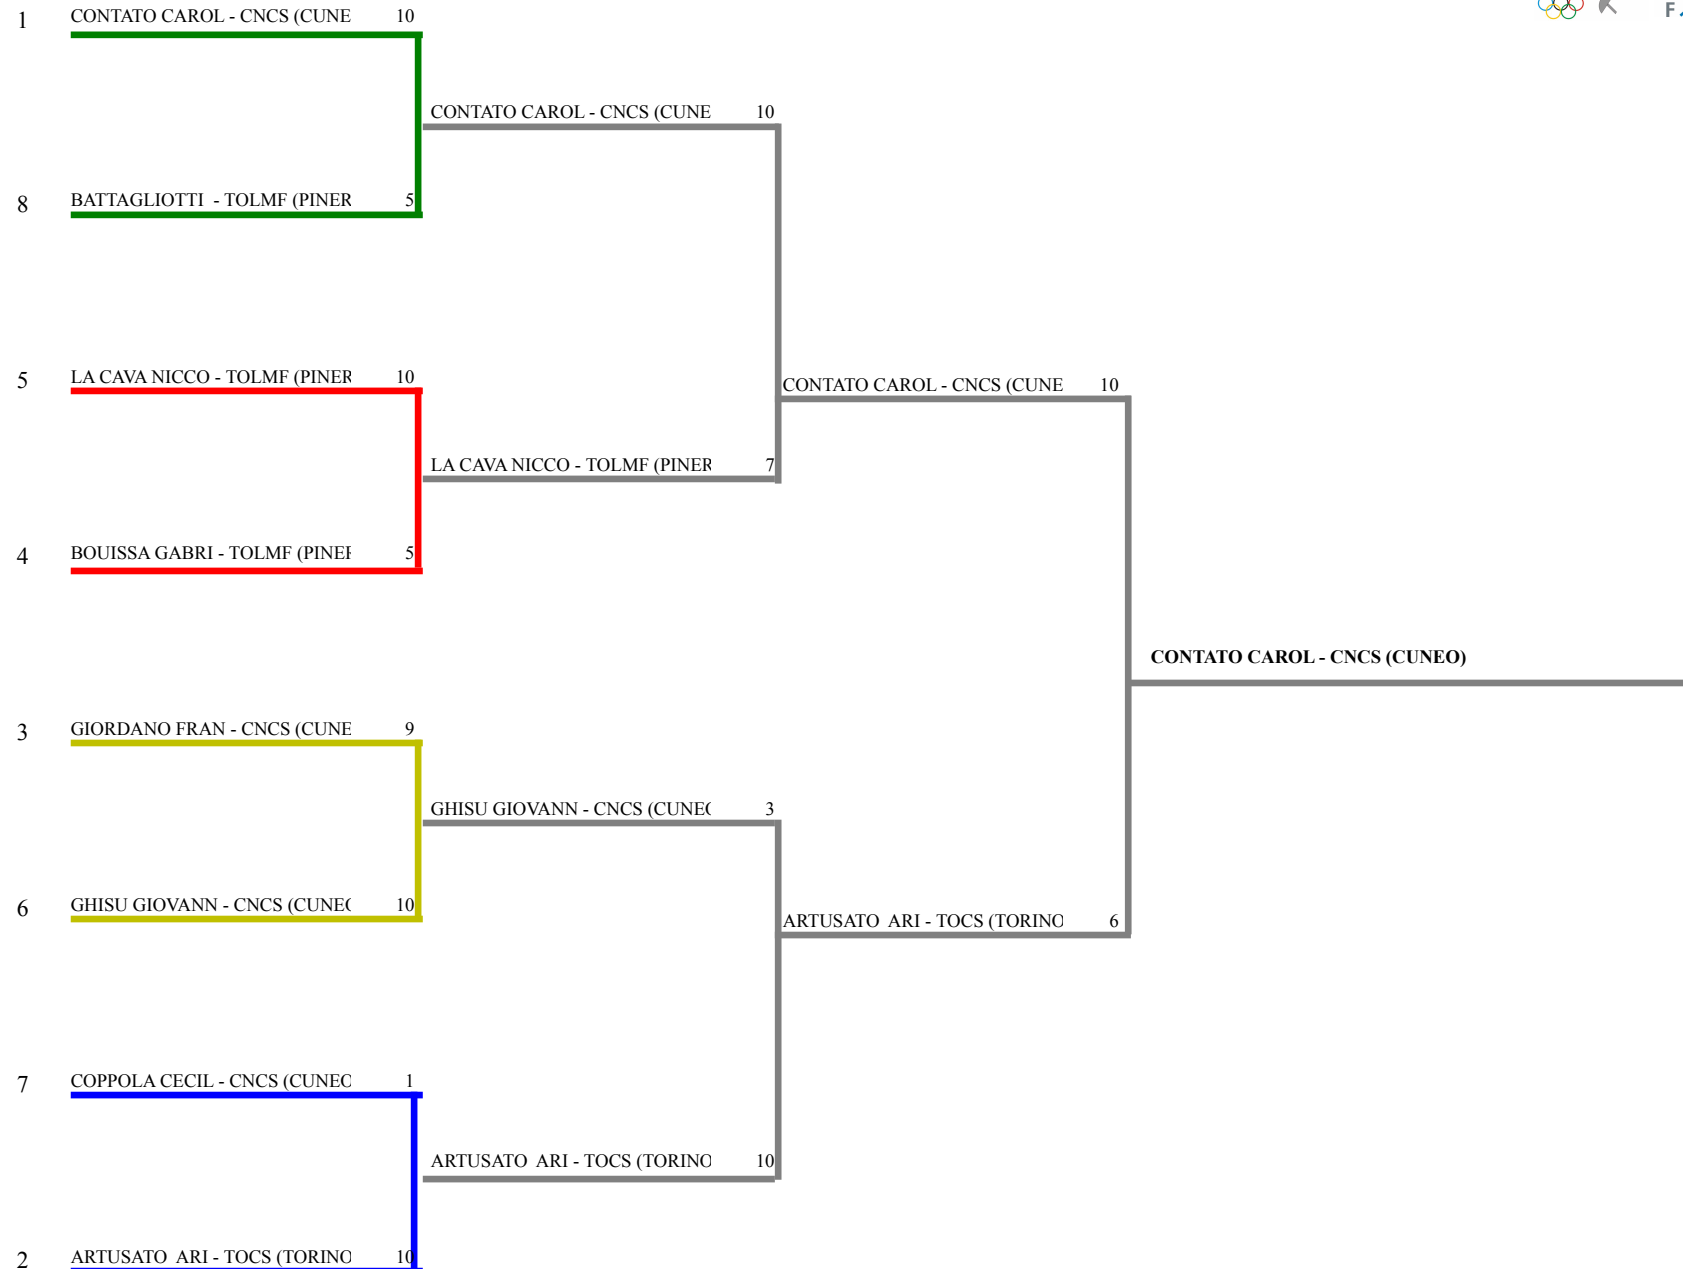 1 CONTATO CAROL - CNCS (CUNE 10
F
CONTATO CAROL - CNCS (CUNE 10
8 BATTAGLIOTTI - TOLMF (PINER 5
5 LA CAVA NICCO - TOLMF (PINER 10
CONTATO CAROL - CNCS (CUNE 10
LA CAVA NICCO - TOLMF (PINER 7
4 BOUISSA GABRI - TOLMF (PINER 5
CONTATO CAROL - CNCS (CUNEO)
3 GIORDANO FRAN - CNCS (CUNE 9
GHISU GIOVANN - CNCS (CUNEO 3
6 GHISU GIOVANN - CNCS (CUNEO 10
ARTUSATO ARI - TOCS (TORINO 6
7 COPPOLA CECIL - CNCS (CUNEO 1
ARTUSATO ARI - TOCS (TORINO 10
2 ARTUSATO ARI - TOCS (TORINO 10